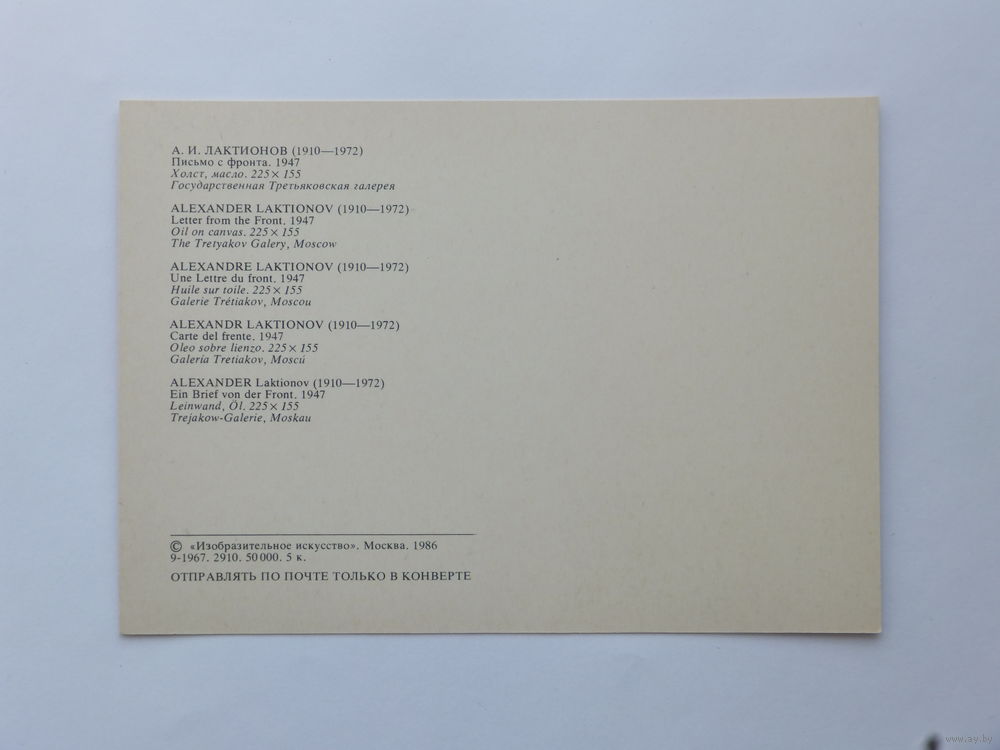 А. И. ЛАКТИОНОВ (1910—1972)
Письмо с фронта. 1947
Холст, масло. 225 × 155
Государственная Третьяковская галерея
ALEXANDER LAKTIONOV (1910—1972)
Letter from the Front. 1947
Oil on canvas. 225 × 155
The Tretyakov Galery, Moscow
ALEXANDRE LAKTIONOV (1910—1972)
Une Lettre du front. 1947
Huile sur toile. 225 × 155
Galerie Trétiakov, Moscou
ALEXANDR LAKTIONOV (1910—1972)
Carte del frente. 1947
Oleo sobre lienzo. 225 × 155
Galería Tretiakov, Moscú
ALEXANDER Laktionov (1910—1972)
Ein Brief von der Front. 1947
Leinwand, Öl. 225 × 155
Trejakow-Galerie, Moskau
© «Изобразительное искусство». Москва. 1986
9-1967. 2910. 50 000. 5 к.
ОТПРАВЛЯТЬ ПО ПОЧТЕ ТОЛЬКО В КОНВЕРТЕ
www.ay.by